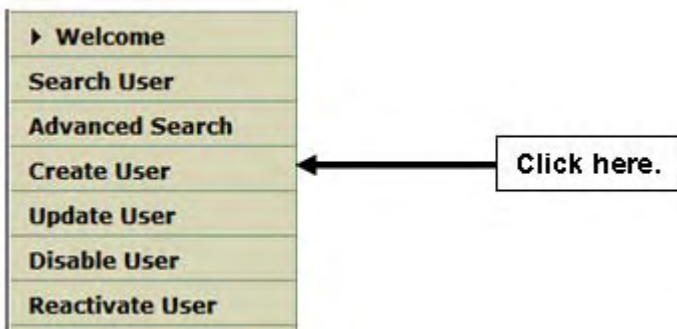 Welcome
Search User
Advanced Search
Create User
Click here.
Update User
Disable User
Reactivate User